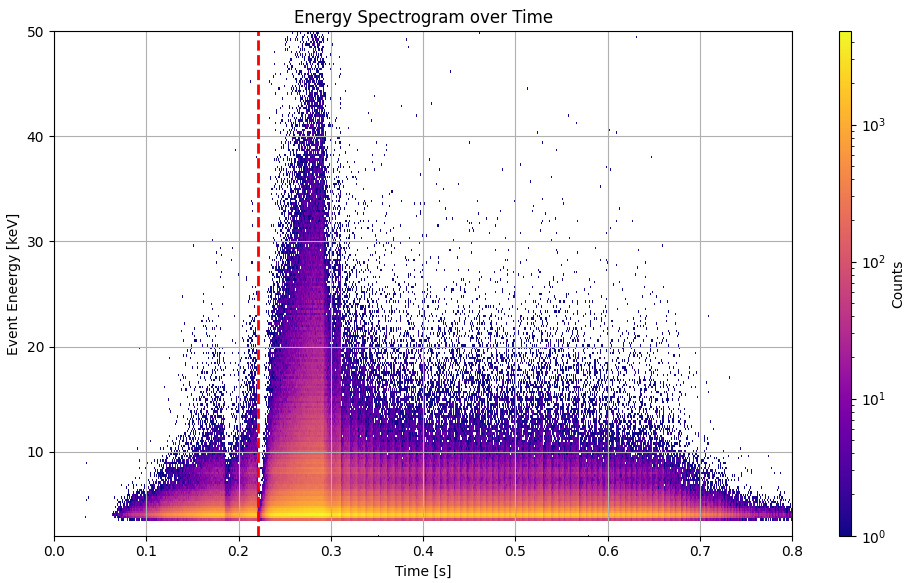 Energy Spectrogram over Time
50
40
30
20
10
Event Eneergy [keV]
0.0 0.1 0.2 0.3 0.4 0.5 0.6 0.7 0.8
Time [s]
10³
10²
10¹
10⁰
Counts